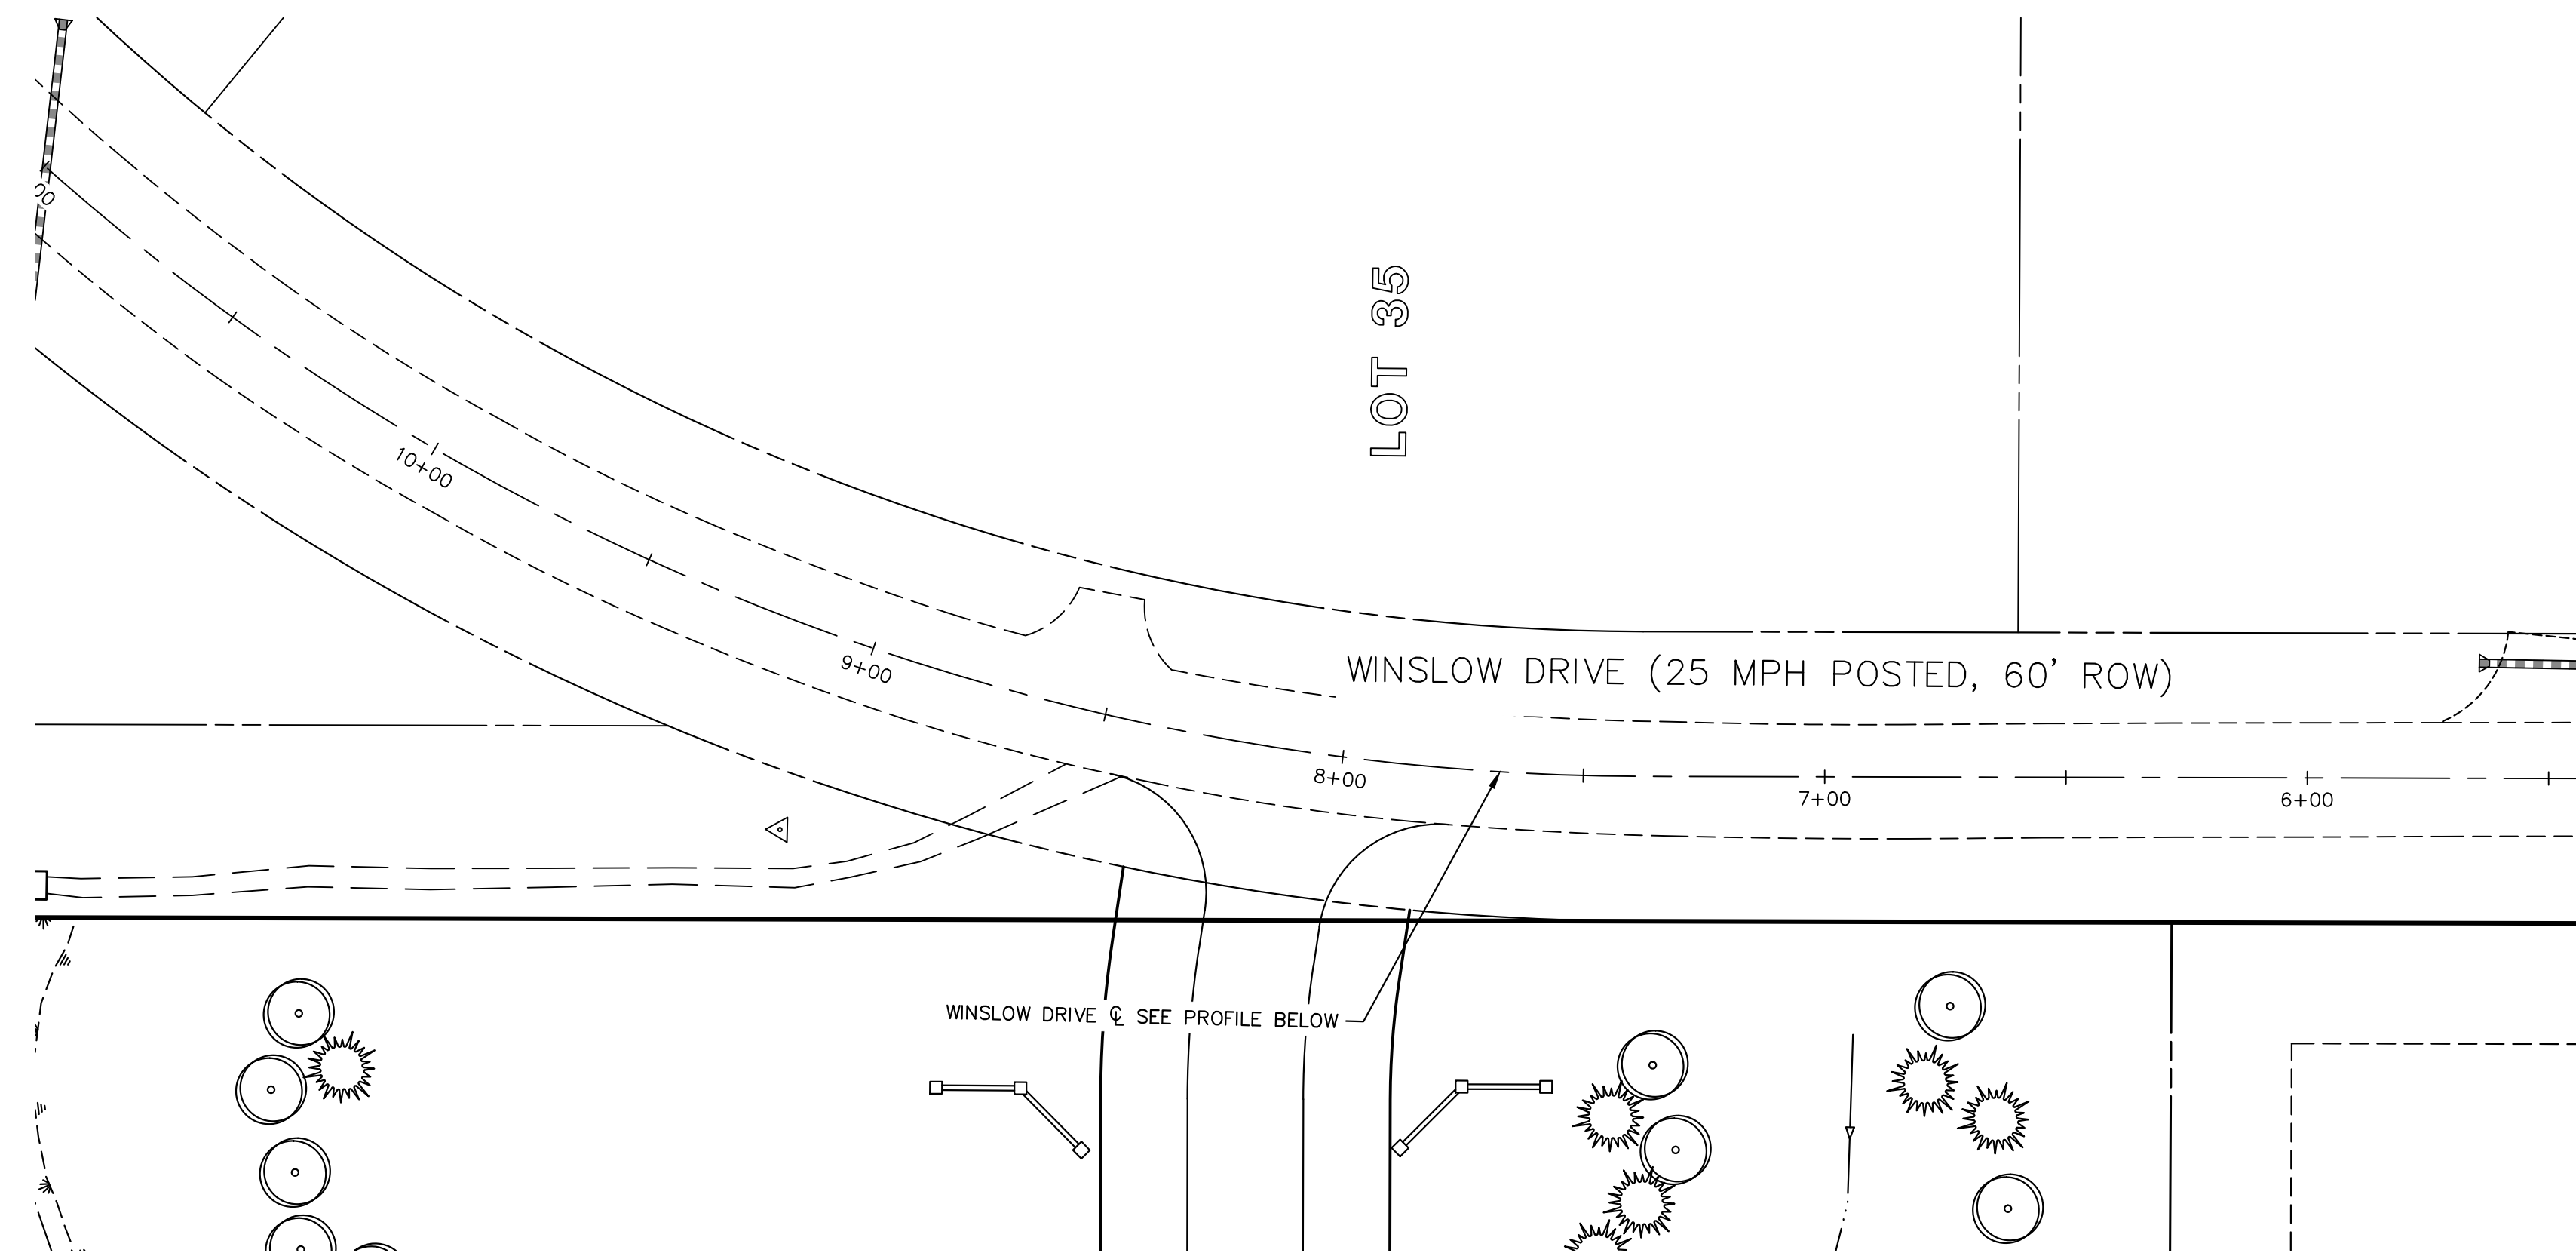 00
LOT 35
10+00
9+00
WINSLOW DRIVE (25 MPH POSTED, 60' ROW)
8+00
7+00
6+00
WINSLOW DRIVE ℄ SEE PROFILE BELOW